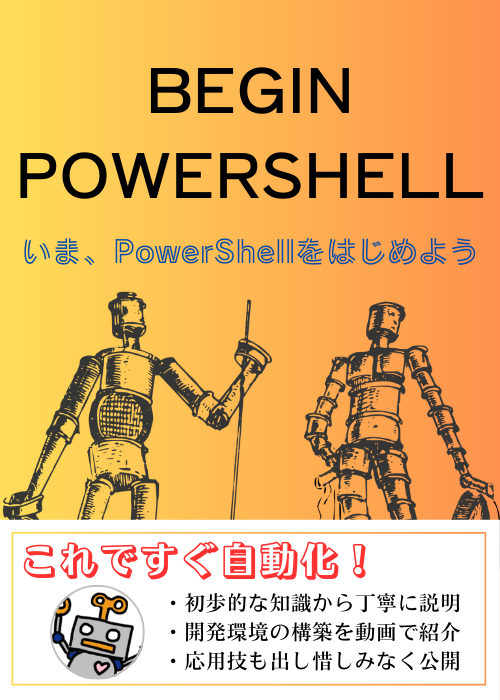 BEGIN
POWERSHELL
いま、PowerShellをはじめよう
これですぐ自動化！
・初歩的な知識から丁寧に説明
・開発環境の構築を動画で紹介
・応用技も出し惜しみなく公開